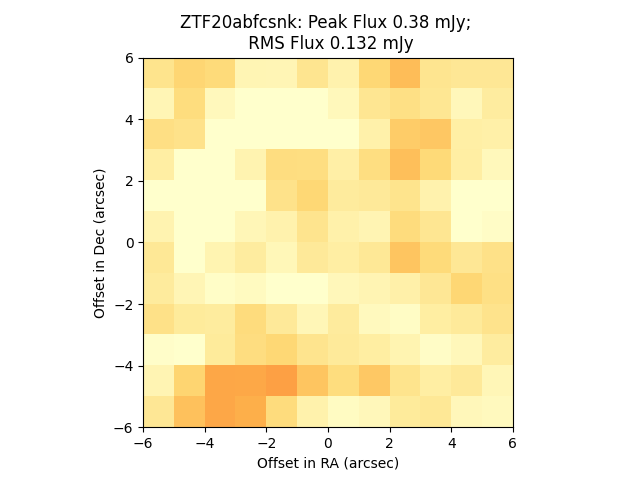 ZTF20abfcsnk: Peak Flux 0.38 mJy;
RMS Flux 0.132 mJy
6
4
2
0
−2
−4
−6
Offset in Dec (arcsec)
−6 −4 −2 0 2 4 6
Offset in RA (arcsec)